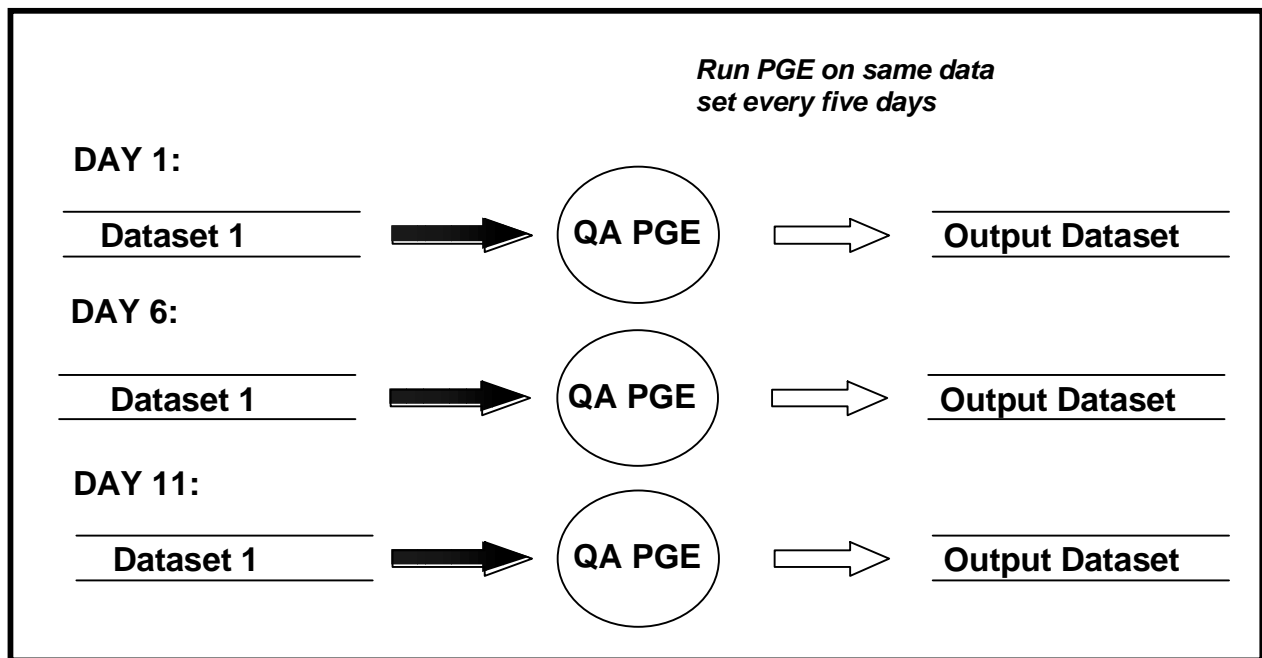 Run PGE on same data
set every five days
DAY 1:
Dataset 1
QA PGE
Output Dataset
DAY 6:
Dataset 1
QA PGE
Output Dataset
DAY 11:
Dataset 1
QA PGE
Output Dataset